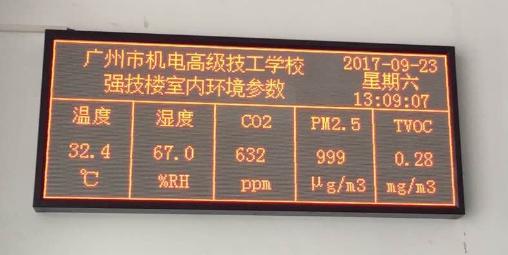 广州市机电高级技工学校 2017-09-23
强技楼室内环境参数 星期六
13:09:07
温度 湿度 CO2 PM2.5 TVOC
32.4 67.0 632 999 0.28
℃ %RH ppm μg/m3 mg/m3